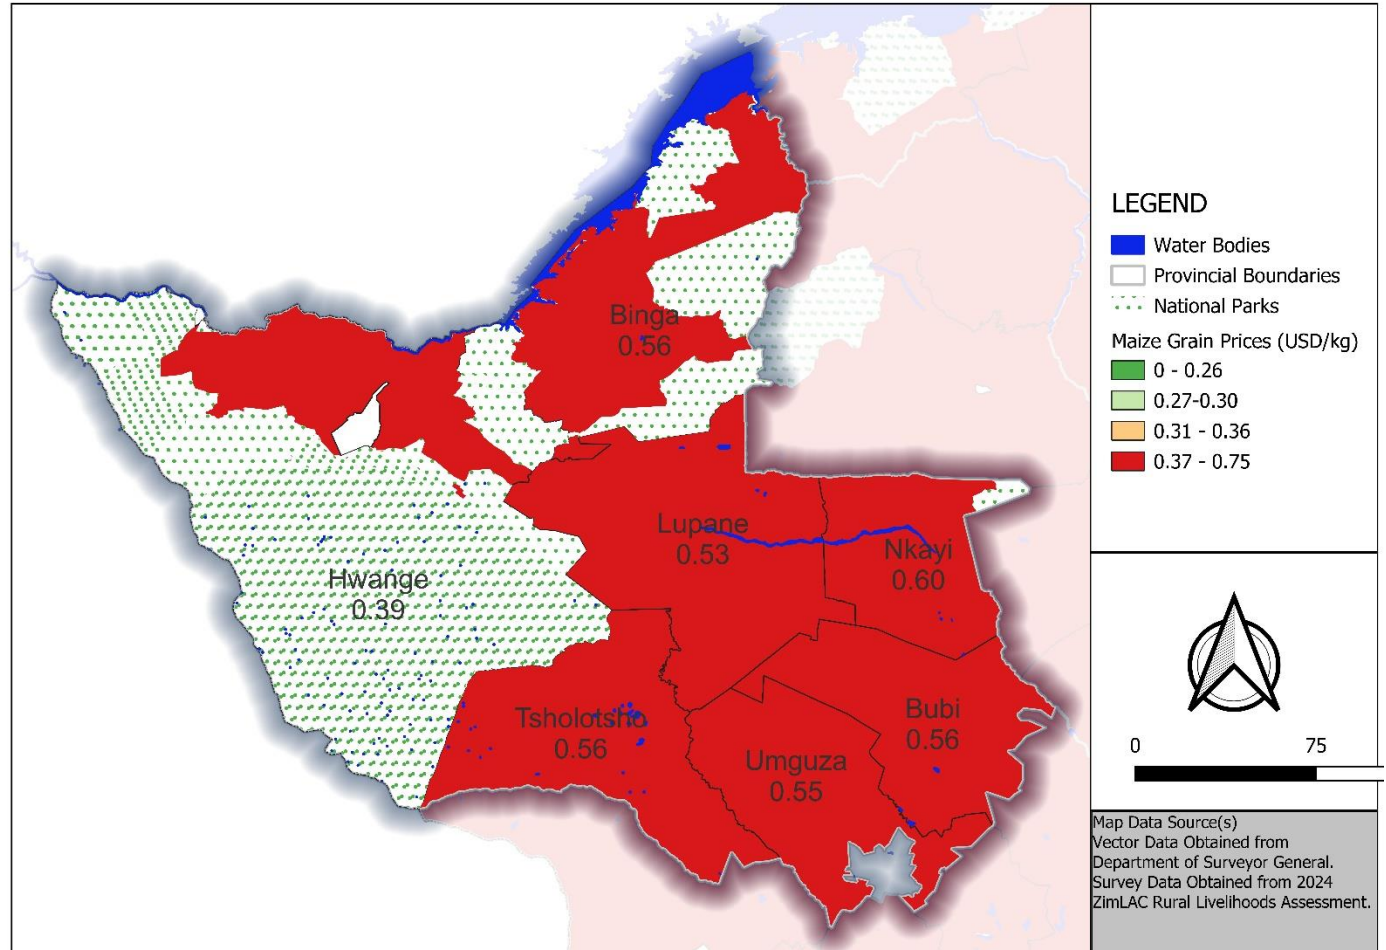 Binga
0.56
Lupane
0.53
Nkayi
0.60
Hwange
0.39
Tsholotsho
0.56
Umguza
0.55
Bubi
0.56
LEGEND
Water Bodies
Provincial Boundaries
National Parks
Maize Grain Prices (USD/kg)
0 - 0.26
0.27-0.30
0.31 - 0.36
0.37 - 0.75
0 75
Map Data Source(s)
Vector Data Obtained from
Department of Surveyor General.
Survey Data Obtained from 2024
ZimLAC Rural Livelihoods Assessment.